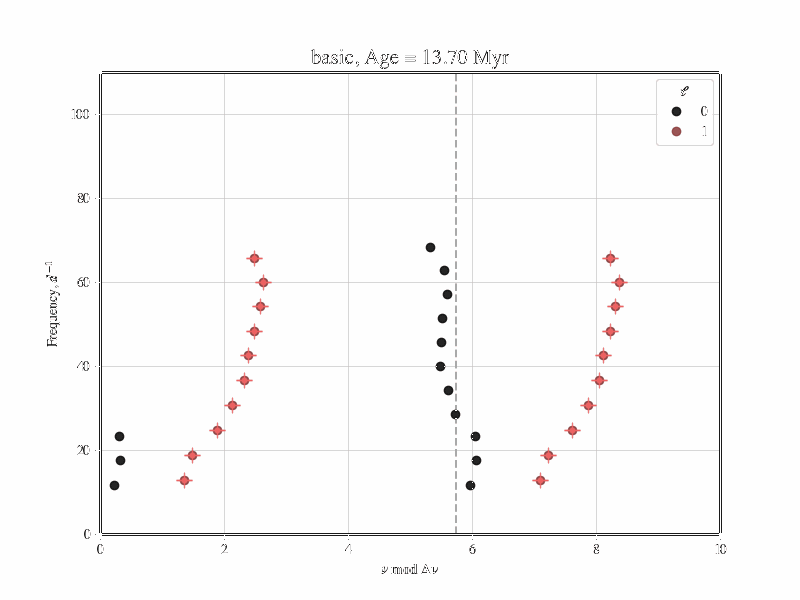 basic, Age = 13.70 Myr
ℓ
0
1
100
80
60
40
20
0
Frequency, d⁻¹
0 2 4 6 8 10
ν mod Δν